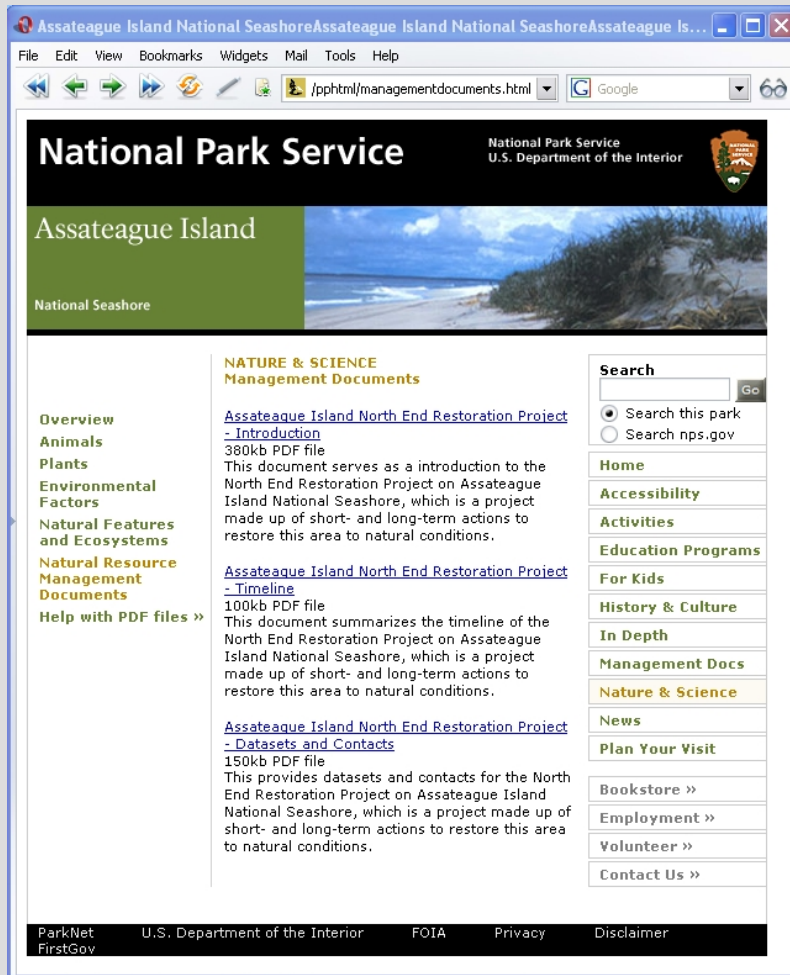 Assateague Island National SeashoreAssateague Island National SeashoreAssateague Is...
File Edit View Bookmarks Widgets Mail Tools Help
/pphtml/managementdocuments.html
Google
National Park Service
National Park Service
U.S. Department of the Interior
NATIONAL
PARK
SERVICE
Assateague Island
National Seashore
Overview
Animals
Plants
Environmental
Factors
Natural Features
and Ecosystems
Natural Resource
Management
Documents
Help with PDF files »
NATURE & SCIENCE
Management Documents
Assateague Island North End Restoration Project
- Introduction
380kb PDF file
This document serves as a introduction to the
North End Restoration Project on Assateague
Island National Seashore, which is a project
made up of short- and long-term actions to
restore this area to natural conditions.
Assateague Island North End Restoration Project
- Timeline
100kb PDF file
This document summarizes the timeline of the
North End Restoration Project on Assateague
Island National Seashore, which is a project
made up of short- and long-term actions to
restore this area to natural conditions.
Assateague Island North End Restoration Project
- Datasets and Contacts
150kb PDF file
This provides datasets and contacts for the North
End Restoration Project on Assateague Island
National Seashore, which is a project made up of
short- and long-term actions to restore this area
to natural conditions.
Search
Go
Search this park
Search nps.gov
Home
Accessibility
Activities
Education Programs
For Kids
History & Culture
In Depth
Management Docs
Nature & Science
News
Plan Your Visit
Bookstore »
Employment »
Volunteer »
Contact Us »
ParkNet U.S. Department of the Interior FOIA Privacy Disclaimer
FirstGov